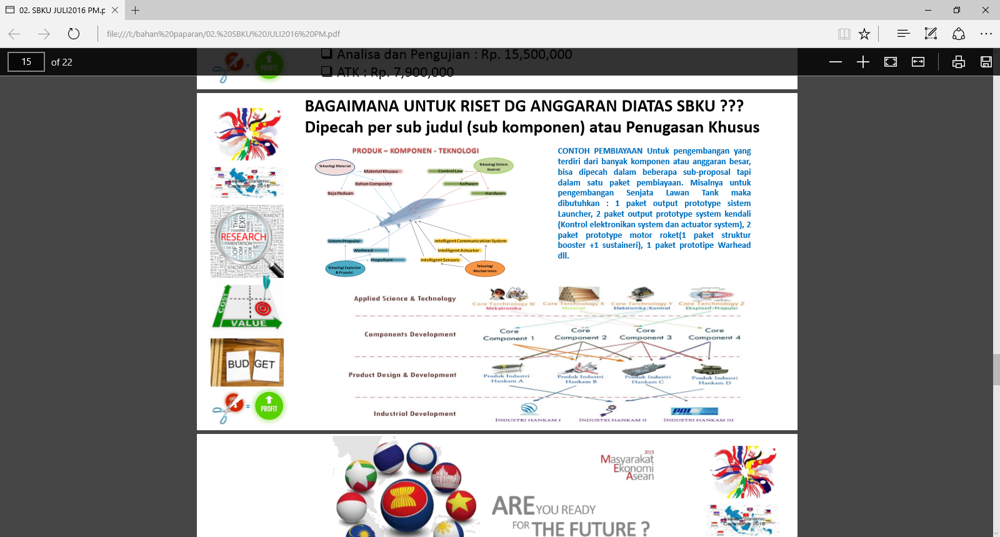 02. SBKU JULI2016 PM.p
file:///I:/bahan%20paparan/02.%20SBKU%20JULI2016%20PM.pdf
15 of 22
Analisa dan Pengujian : Rp. 15,500,000
ATK : Rp. 7,900,000
PROFIT
BAGAIMANA UNTUK RISET DG ANGGARAN DIATAS SBKU ???
Dipecah per sub judul (sub komponen) atau Penugasan Khusus
PRODUK – KOMPONEN - TEKNOLOGI
Teknologi Material
Teknologi Sistem
Kontrol
Material Khusus
Control Law
Bahan Composite
Software
Baja Paduan
Hardware
Sistem Propulsi
Intelligent Communication System
Warhead
Intelligent Actuator
Propellant
Intelligent Sensors
Teknologi Explosive
& Propulsi
Teknologi
Mechatronics
CONTOH PEMBIAYAAN Untuk pengembangan yang
terdiri dari banyak komponen atau anggaran besar,
bisa dipecah dalam beberapa sub-proposal tapi
dalam satu paket pembiayaan. Misalnya untuk
pengembangan Senjata Lawan Tank maka
dibutuhkan : 1 paket output prototype sistem
Launcher, 2 paket output prototype system kendali
(Kontrol elektronikan system dan actuator system), 2
paket prototype motor roket(1 paket struktur
booster +1 sustaineri), 1 paket prototipe Warhead
dll.
Asean Economic
Community 2015
RESEARCH
COST
VALUE
BUDGET
PROFIT
Applied Science & Technology
Core Terchnology W
Mekatronika
Core Terchnology X
Material
Core Terchnology Y
Elektronika/Kontrol
Core Terchnology Z
Eksplosif/Propulsi
Components Development
Core
Component 1
Core
Component 2
Core
Component 3
Core
Component 4
Product Design & Development
Produk Industri
Hankam A
Produk Industri
Hankam B
Produk Industri
Hankam C
Produk Industri
Hankam D
Industrial Development
INDUSTRI HANKAM I
INDUSTRI HANKAM II
INDUSTRI HANKAM III
2015
Masyarakat
Ekonomi
Asean
ARE YOU READY
FOR THE FUTURE ?
Asean Economic
Community 2015